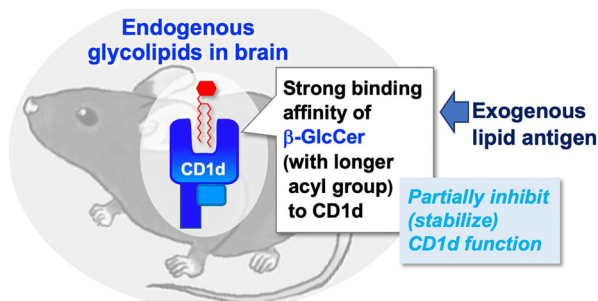 Endogenous
glycolipids in brain
CD1d
Strong binding
affinity of
β-GlcCer
(with longer
acyl group)
to CD1d
Exogenous
lipid antigen
Partially inhibit
(stabilize)
CD1d function